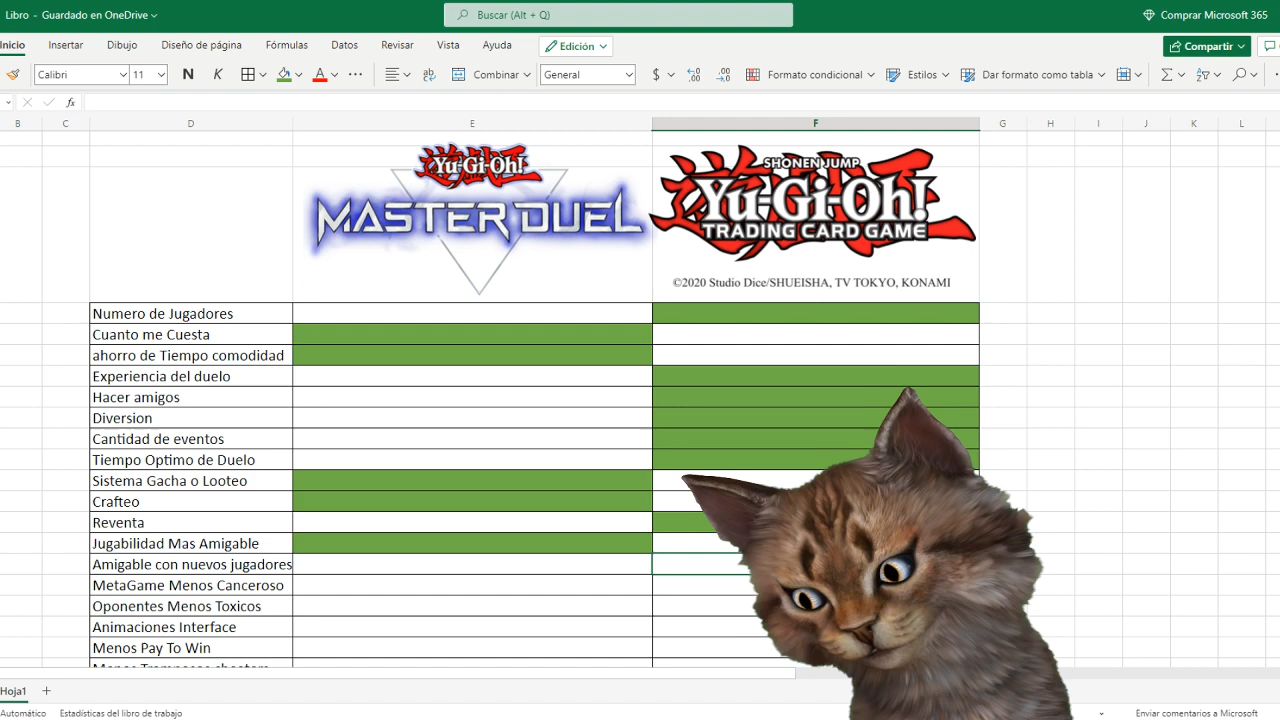 Libro - Guardado en OneDrive
Buscar (Alt + Q)
Comprar Microsoft 365
Inicio Insertar Dibujo Diseño de página Fórmulas Datos Revisar Vista Ayuda Edición
Compartir
Calibri 11 N K A Combinar General $ Formato condicional Estilos Dar formato como tabla
fx
B C D E F G H I J K L
Yu-Gi-Oh!
MASTER DUEL
遊戯王
SHONEN JUMP
Yu-Gi-Oh!
TRADING CARD GAME
©2020 Studio Dice/SHUEISHA, TV TOKYO, KONAMI
Numero de Jugadores
Cuanto me Cuesta
ahorro de Tiempo comodidad
Experiencia del duelo
Hacer amigos
Diversion
Cantidad de eventos
Tiempo Optimo de Duelo
Sistema Gacha o Looteo
Crafteo
Reventa
Jugabilidad Mas Amigable
Amigable con nuevos jugadores
MetaGame Menos Canceroso
Oponentes Menos Toxicos
Animaciones Interface
Menos Pay To Win
Hoja1
Automático Estadísticas del libro de trabajo
Enviar comentarios a Microsoft